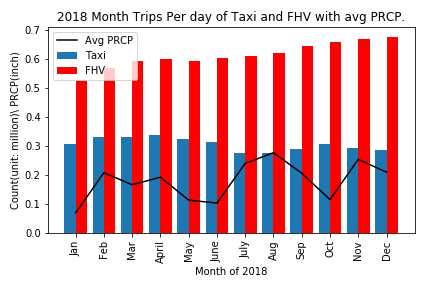 2018 Month Trips Per day of Taxi and FHV with avg PRCP.
Count(unit: million)\ PRCP(inch)
0.7
0.6
0.5
0.4
0.3
0.2
0.1
0.0
Avg PRCP
Taxi
FHV
Jan
Feb
Mar
April
May
June
July
Aug
Sep
Oct
Nov
Dec
Month of 2018